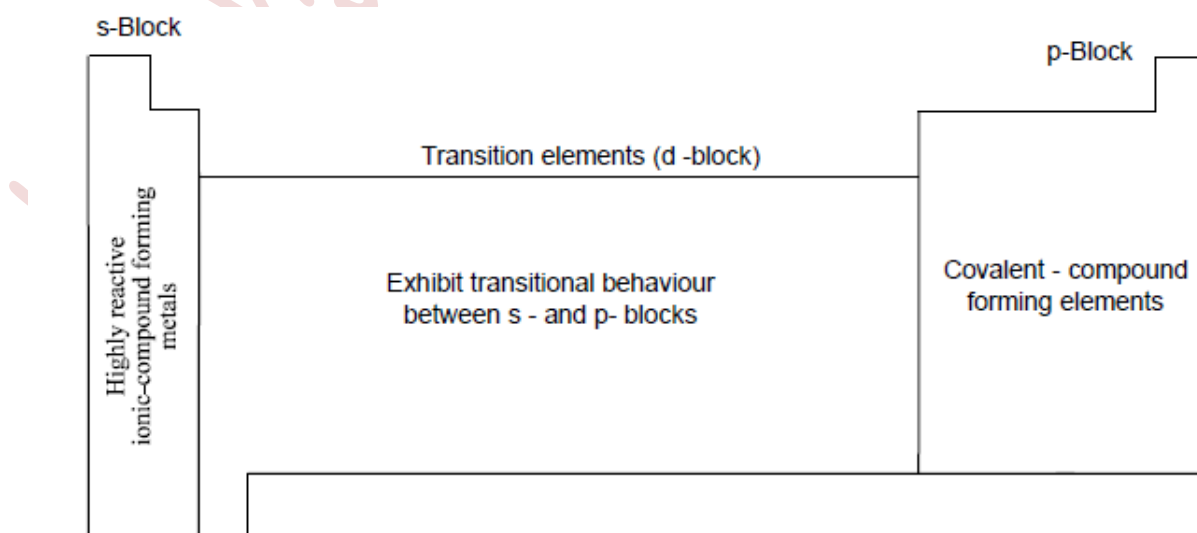 s-Block
p-Block
Transition elements (d -block)
Highly reactive
ionic-compound forming
metals
Exhibit transitional behaviour
between s - and p- blocks
Covalent - compound
forming elements